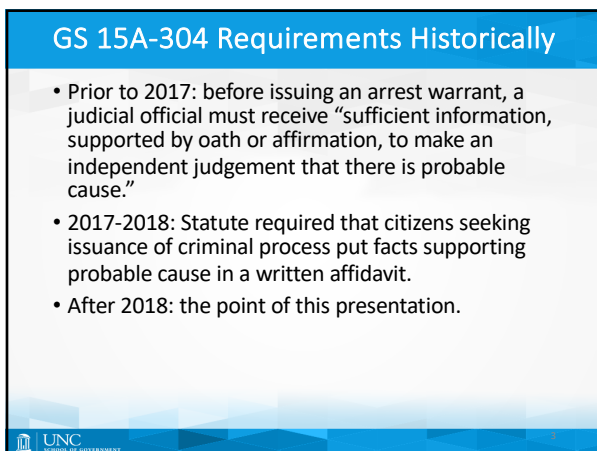 GS 15A-304 Requirements Historically
• Prior to 2017: before issuing an arrest warrant, a
judicial official must receive “sufficient information,
supported by oath or affirmation, to make an
independent judgement that there is probable
cause.”
• 2017-2018: Statute required that citizens seeking
issuance of criminal process put facts supporting
probable cause in a written affidavit.
• After 2018: the point of this presentation.
3
UNC
SCHOOL OF GOVERNMENT